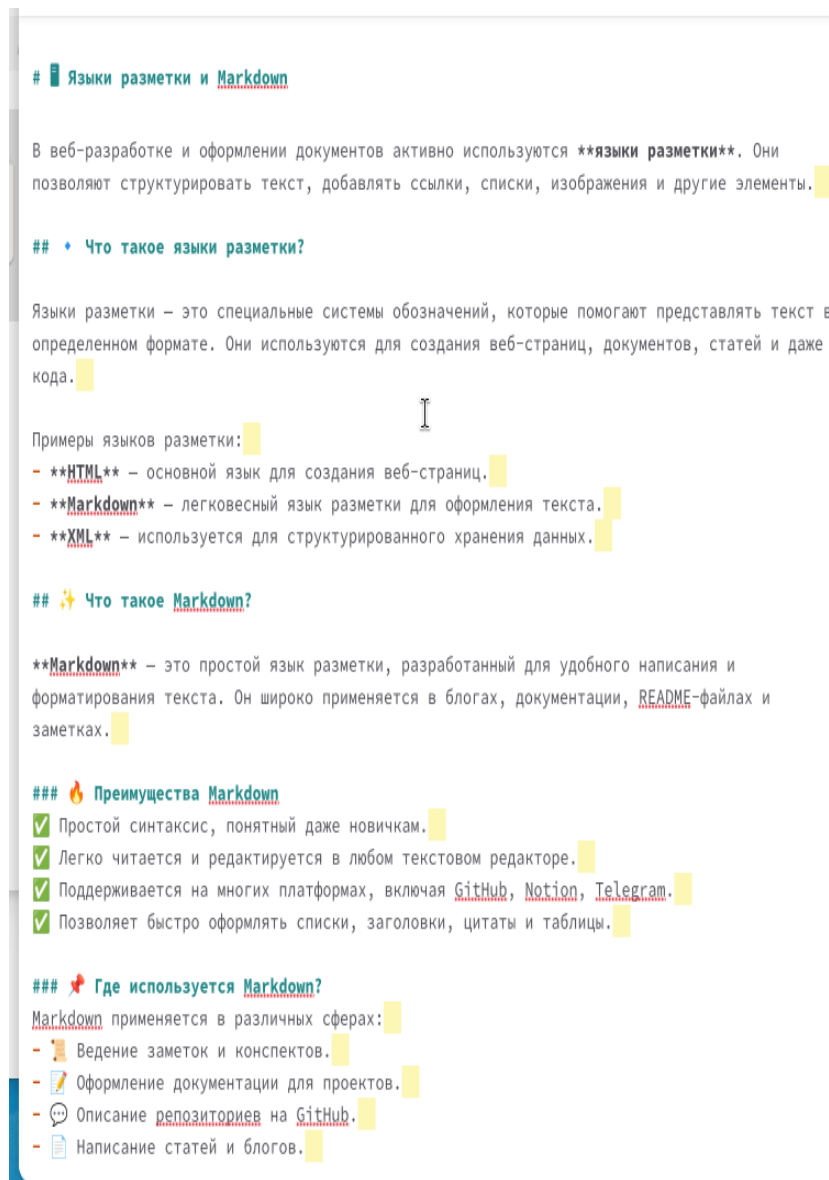 # 🖥 Языки разметки и Markdown
В веб-разработке и оформлении документов активно используются **языки разметки**. Они
позволяют структурировать текст, добавлять ссылки, списки, изображения и другие элементы.
## 🔹 Что такое языки разметки?
Языки разметки — это специальные системы обозначений, которые помогают представлять текст в
определенном формате. Они используются для создания веб-страниц, документов, статей и даже
кода.
Примеры языков разметки:
- **HTML** — основной язык для создания веб-страниц.
- **Markdown** — легковесный язык разметки для оформления текста.
- **XML** — используется для структурированного хранения данных.
## ✨ Что такое Markdown?
**Markdown** — это простой язык разметки, разработанный для удобного написания и
форматирования текста. Он широко применяется в блогах, документации, README-файлах и
заметках.
### 🔥 Преимущества Markdown
✅ Простой синтаксис, понятный даже новичкам.
✅ Легко читается и редактируется в любом текстовом редакторе.
✅ Поддерживается на многих платформах, включая GitHub, Notion, Telegram.
✅ Позволяет быстро оформлять списки, заголовки, цитаты и таблицы.
### 📌 Где используется Markdown?
Markdown применяется в различных сферах:
- 📜 Ведение заметок и конспектов.
- 📝 Оформление документации для проектов.
- 💬 Описание репозиториев на GitHub.
- 📄 Написание статей и блогов.